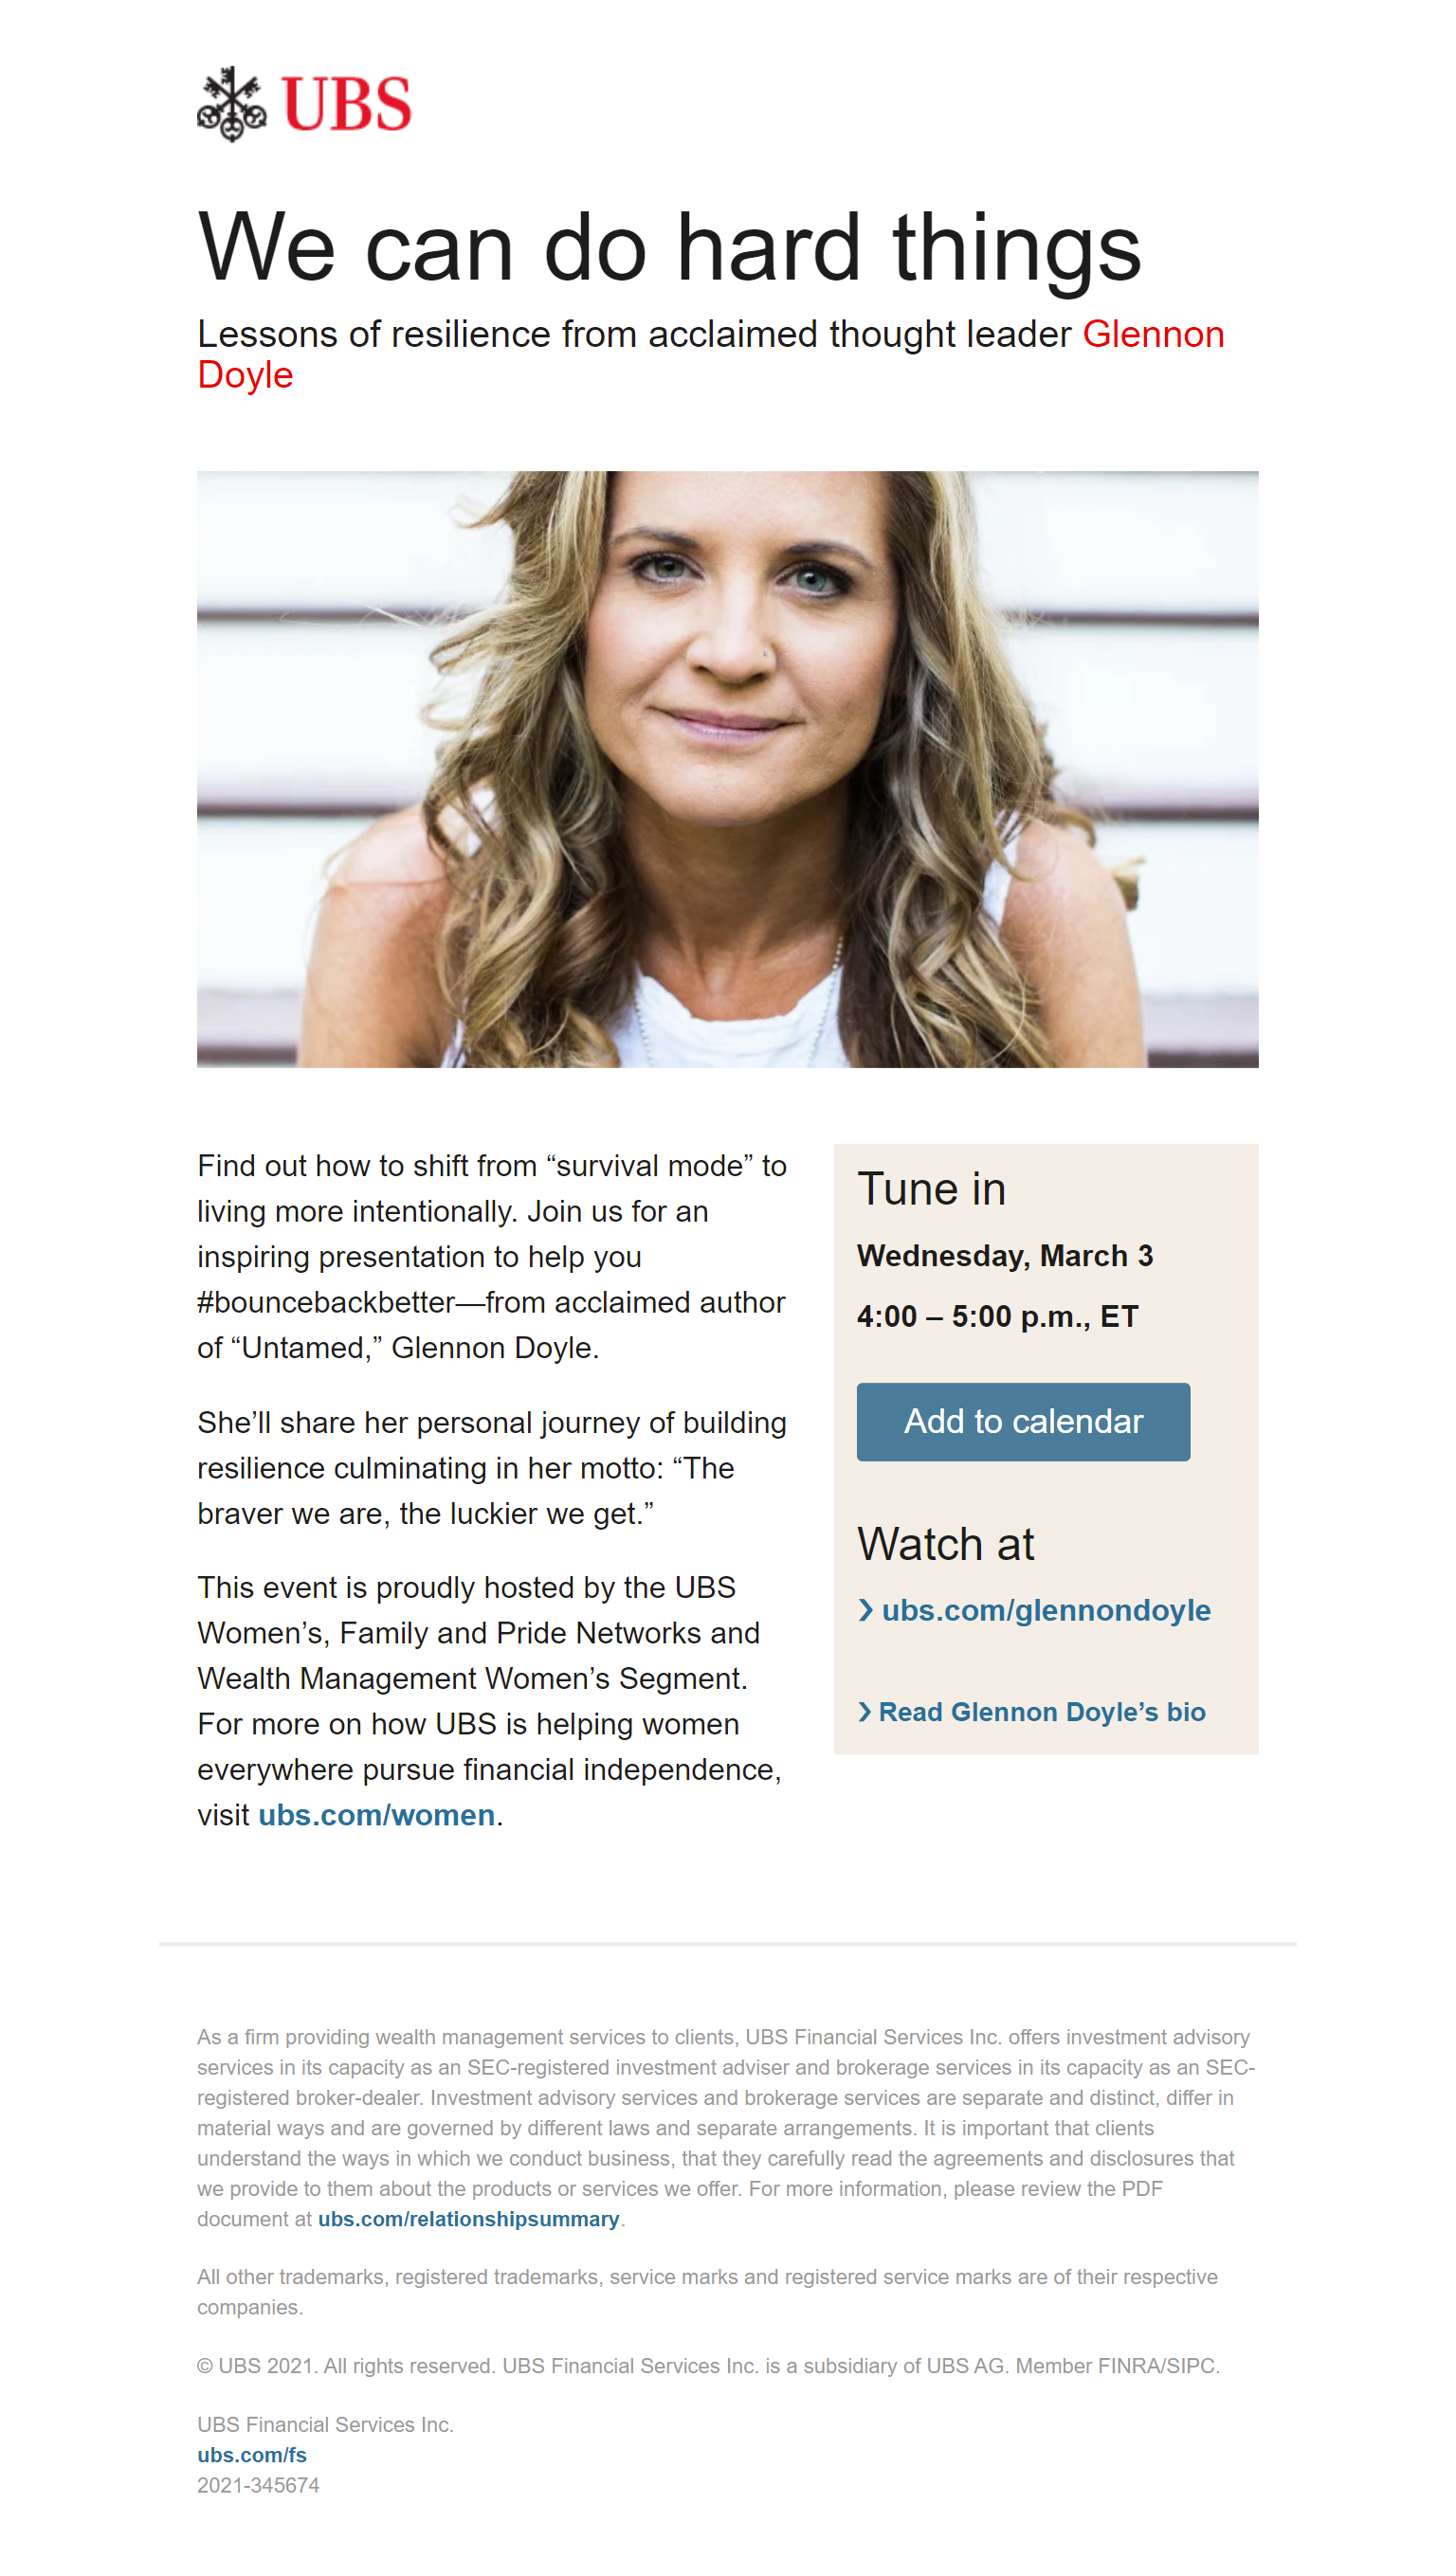 UBS
We can do hard things
Lessons of resilience from acclaimed thought leader Glennon
Doyle
Find out how to shift from “survival mode” to
living more intentionally. Join us for an
inspiring presentation to help you
#bouncebackbetter—from acclaimed author
of “Untamed,” Glennon Doyle.
She’ll share her personal journey of building
resilience culminating in her motto: “The
braver we are, the luckier we get.”
This event is proudly hosted by the UBS
Women’s, Family and Pride Networks and
Wealth Management Women’s Segment.
For more on how UBS is helping women
everywhere pursue financial independence,
visit ubs.com/women.
Tune in
Wednesday, March 3
4:00 – 5:00 p.m., ET
Add to calendar
Watch at
ubs.com/glennondoyle
Read Glennon Doyle’s bio
As a firm providing wealth management services to clients, UBS Financial Services Inc. offers investment advisory
services in its capacity as an SEC-registered investment adviser and brokerage services in its capacity as an SEC-
registered broker-dealer. Investment advisory services and brokerage services are separate and distinct, differ in
material ways and are governed by different laws and separate arrangements. It is important that clients
understand the ways in which we conduct business, that they carefully read the agreements and disclosures that
we provide to them about the products or services we offer. For more information, please review the PDF
document at ubs.com/relationshipsummary.
All other trademarks, registered trademarks, service marks and registered service marks are of their respective
companies.
© UBS 2021. All rights reserved. UBS Financial Services Inc. is a subsidiary of UBS AG. Member FINRA/SIPC.
UBS Financial Services Inc.
ubs.com/fs
2021-345674